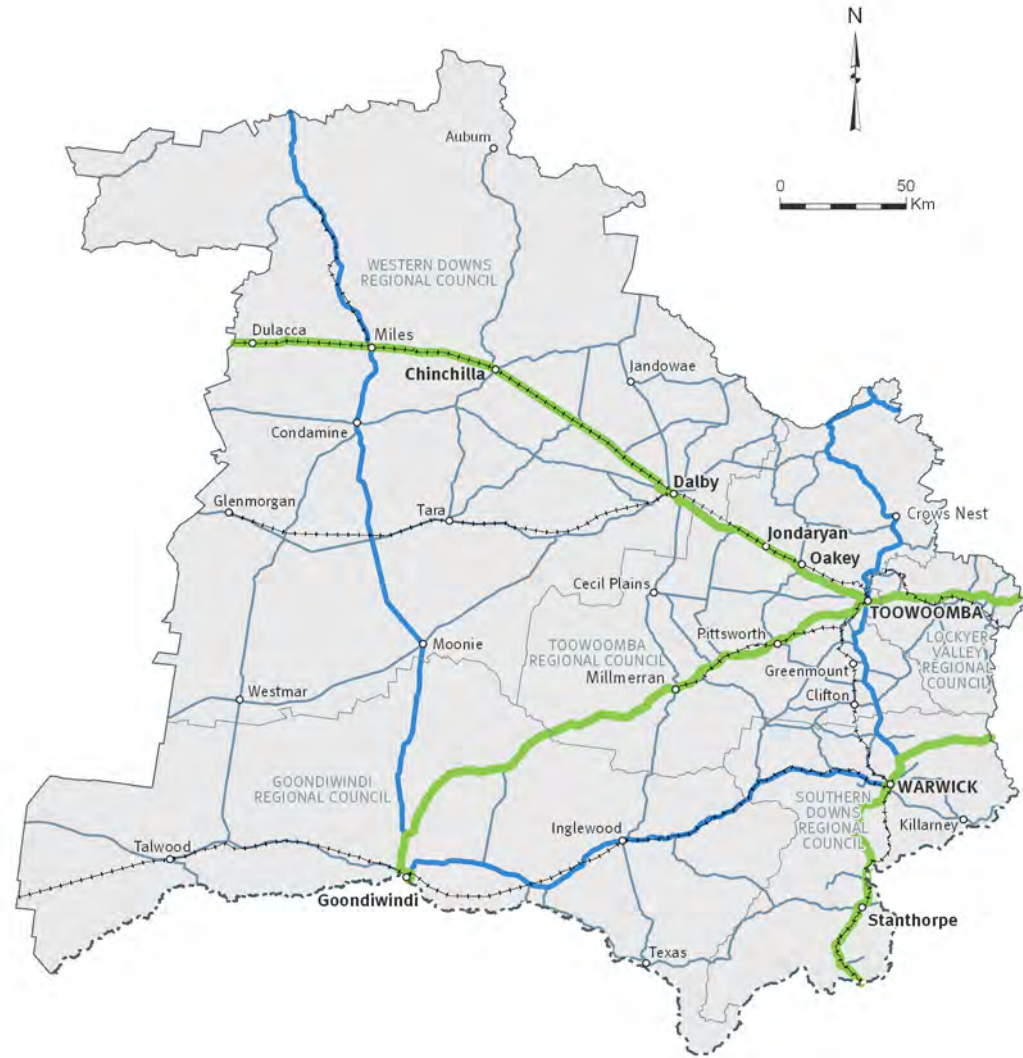 N
0 50
Km
Auburn
WESTERN DOWNS
REGIONAL COUNCIL
Dulacca
Miles
Chinchilla
Jandowae
Condamine
Dalby
Glenmorgan
Tara
Crows Nest
Jondaryan
Oakey
Cecil Plains
TOOWOOMBA
Pittsworth
LOCKYER
VALLEY
REGIONAL
COUNCIL
Moonie
TOOWOOMBA
REGIONAL COUNCIL
Greenmount
Millmerran
Clifton
Westmar
GOONDIWINDI
REGIONAL COUNCIL
WARWICK
SOUTHERN
DOWNS
REGIONAL
COUNCIL
Killarney
Inglewood
Talwood
Goondiwindi
Stanthorpe
Texas